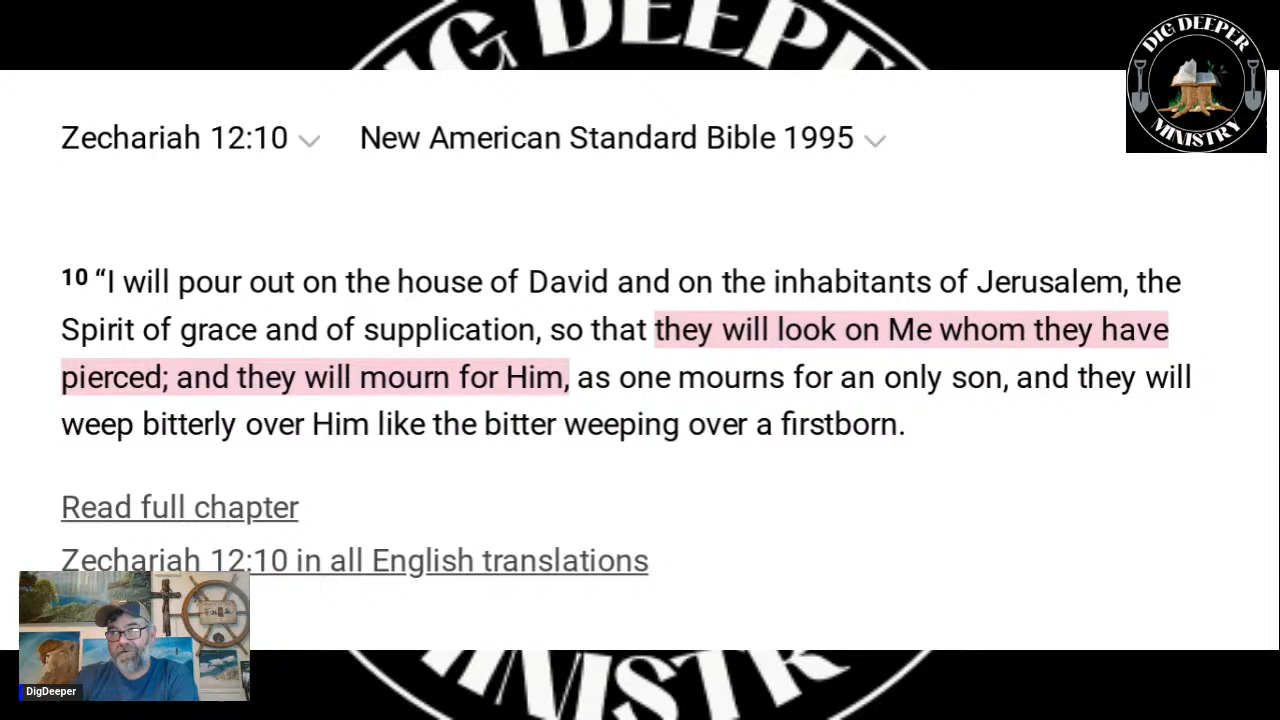 DIG DEEPER
DIG DEEPER
MINISTRY
Zechariah 12:10 New American Standard Bible 1995
10 “I will pour out on the house of David and on the inhabitants of Jerusalem, the
Spirit of grace and of supplication, so that they will look on Me whom they have
pierced; and they will mourn for Him, as one mourns for an only son, and they will
weep bitterly over Him like the bitter weeping over a firstborn.
Read full chapter
Zechariah 12:10 in all English translations
DigDeeper
MINISTR